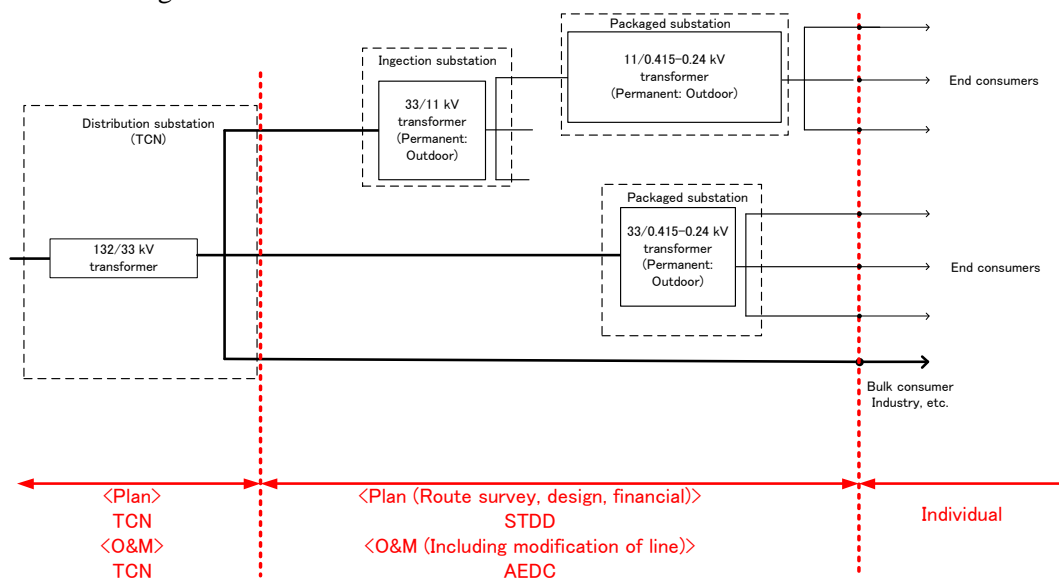 Packaged substation
11/0.415-0.24 kV
transformer
(Permanent: Outdoor)
Ingection substation
33/11 kV
transformer
(Permanent:
Outdoor)
End consumers
Distribution substation
(TCN)
Packaged substation
33/0.415-0.24 kV
transformer
(Permanent:
Outdoor)
132/33 kV
transformer
End consumers
Bulk consumer
Industry, etc.
<Plan>
TCN
<O&M>
TCN
<Plan (Route survey, design, financial)>
STDD
<O&M (Including modification of line)>
AEDC
Individual